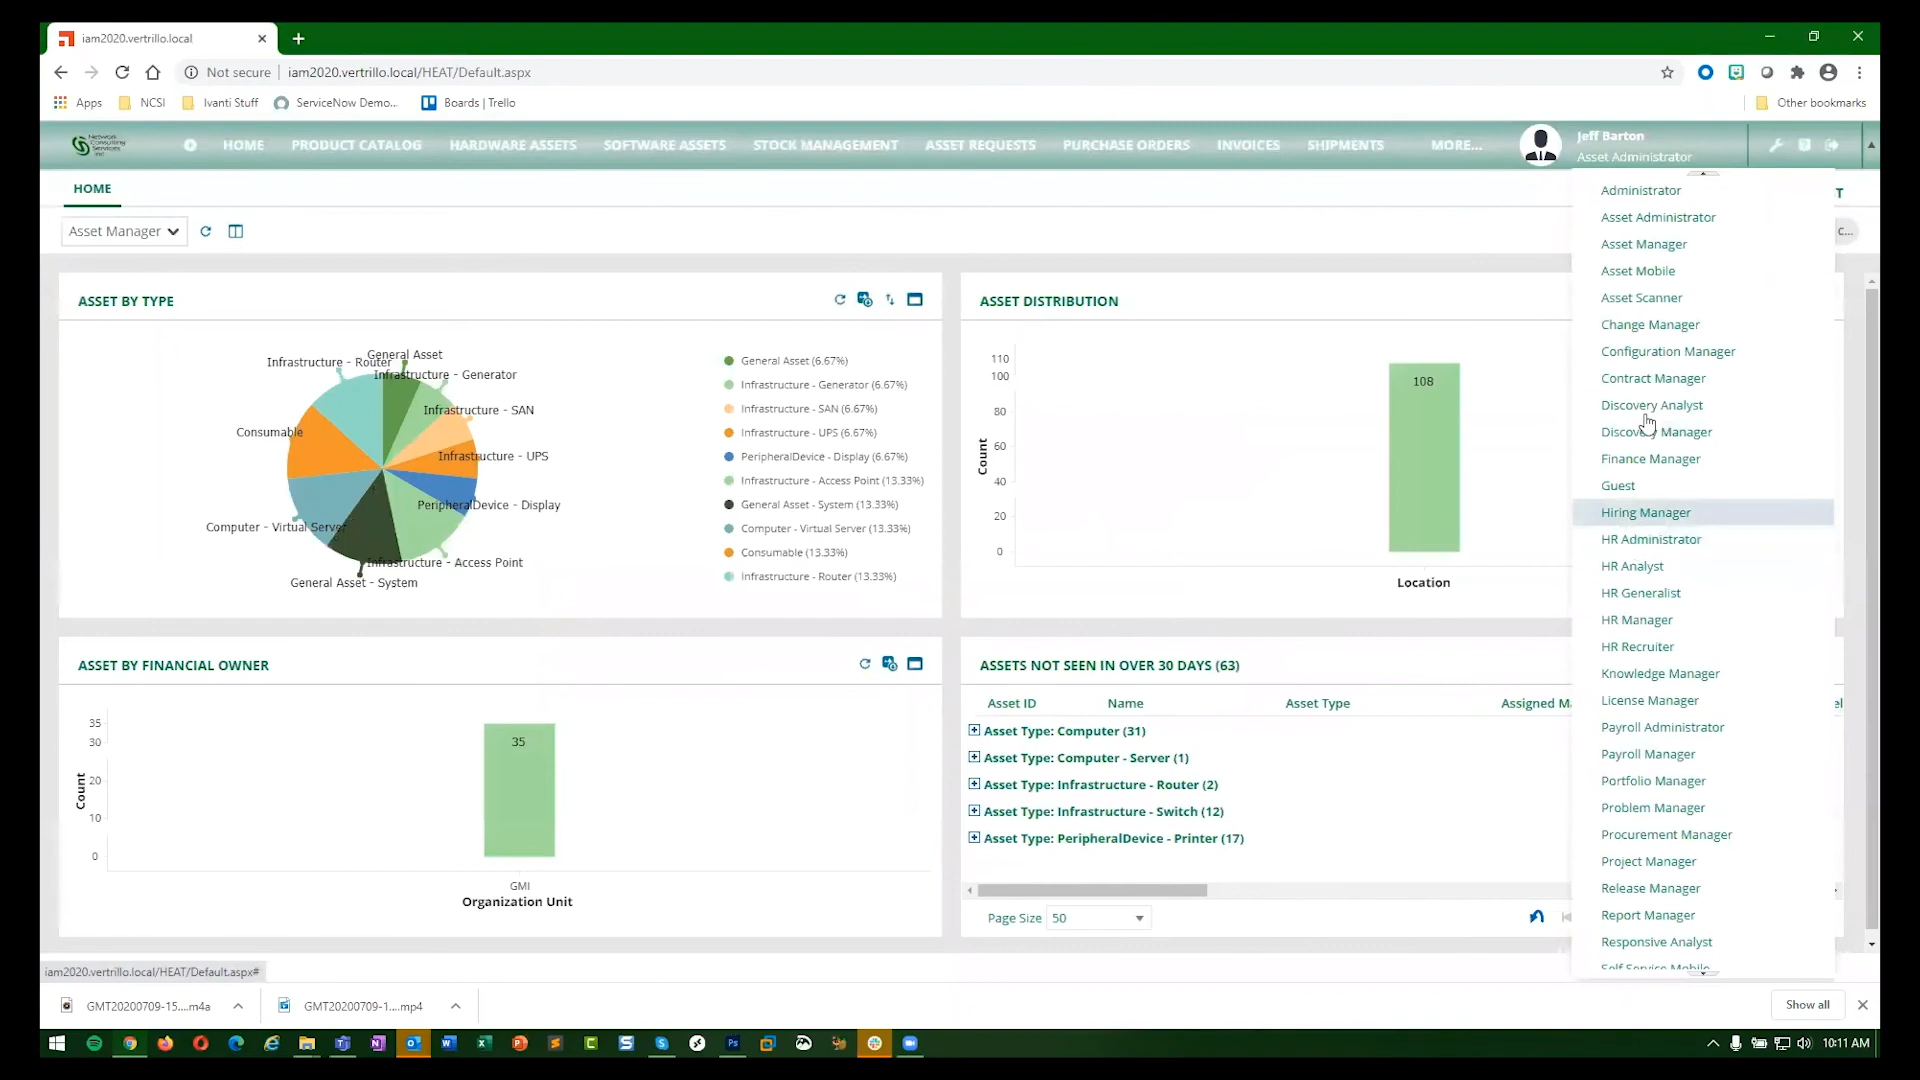 iam2020.vertrillo.local
Not secure
iam2020.vertrillo.local/HEAT/Default.aspx
Apps
NCSI
Ivanti Stuff
ServiceNow Demo...
Boards | Trello
Other bookmarks
Network
Consulting
Services
Inc
HOME
PRODUCT CATALOG
HARDWARE ASSETS
SOFTWARE ASSETS
STOCK MANAGEMENT
ASSET REQUESTS
PURCHASE ORDERS
INVOICES
SHIPMENTS
MORE...
Jeff Barton
Asset Administrator
HOME
T
Asset Manager
c...
ASSET BY TYPE
General Asset
Infrastructure - Router
Infrastructure - Generator
Infrastructure - SAN
Consumable
Infrastructure - UPS
PeripheralDevice - Display
Computer - Virtual Server
Infrastructure - Access Point
General Asset - System
General Asset (6.67%)
Infrastructure - Generator (6.67%)
Infrastructure - SAN (6.67%)
Infrastructure - UPS (6.67%)
PeripheralDevice - Display (6.67%)
Infrastructure - Access Point (13.33%)
General Asset - System (13.33%)
Computer - Virtual Server (13.33%)
Consumable (13.33%)
Infrastructure - Router (13.33%)
ASSET DISTRIBUTION
110
100
80
60
40
20
0
Count
108
Location
ASSET BY FINANCIAL OWNER
35
30
20
10
0
Count
35
GMI
Organization Unit
ASSETS NOT SEEN IN OVER 30 DAYS (63)
Asset ID
Name
Asset Type
Assigned Ma
el
Asset Type: Computer (31)
Asset Type: Computer - Server (1)
Asset Type: Infrastructure - Router (2)
Asset Type: Infrastructure - Switch (12)
Asset Type: PeripheralDevice - Printer (17)
Page Size
50
Administrator
Asset Administrator
Asset Manager
Asset Mobile
Asset Scanner
Change Manager
Configuration Manager
Contract Manager
Discovery Analyst
Discovery Manager
Finance Manager
Guest
Hiring Manager
HR Administrator
HR Analyst
HR Generalist
HR Manager
HR Recruiter
Knowledge Manager
License Manager
Payroll Administrator
Payroll Manager
Portfolio Manager
Problem Manager
Procurement Manager
Project Manager
Release Manager
Report Manager
Responsive Analyst
Self Service Mobile
iam2020.vertrillo.local/HEAT/Default.aspx#
GMT20200709-15....m4a
GMT20200709-1....mp4
Show all
10:11 AM